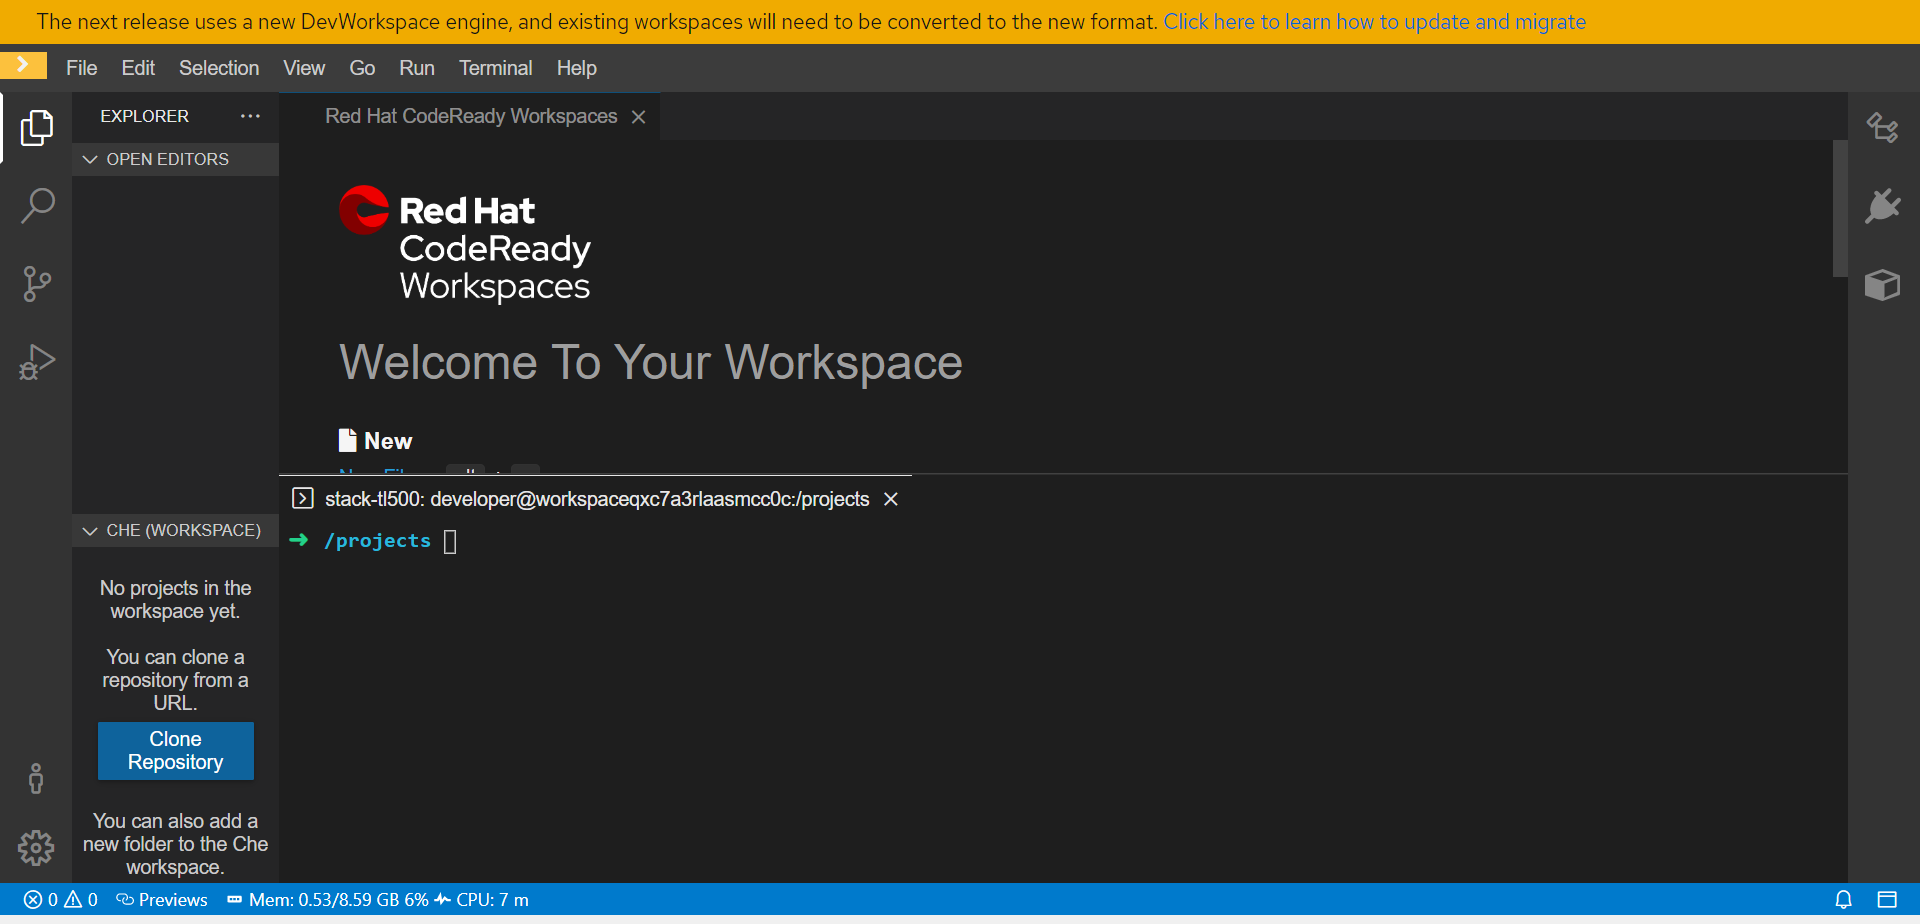 The next release uses a new DevWorkspace engine, and existing workspaces will need to be converted to the new format. Click here to learn how to update and migrate
File Edit Selection View Go Run Terminal Help
EXPLORER
OPEN EDITORS
Red Hat CodeReady Workspaces
Red Hat
CodeReady
Workspaces
Welcome To Your Workspace
New
stack-tl500: developer@workspaceqxc7a3rlaasmcc0c:/projects
/projects
CHE (WORKSPACE)
No projects in the
workspace yet.
You can clone a
repository from a
URL.
Clone
Repository
You can also add a
new folder to the Che
workspace.
0 0 Previews Mem: 0.53/8.59 GB 6% CPU: 7 m